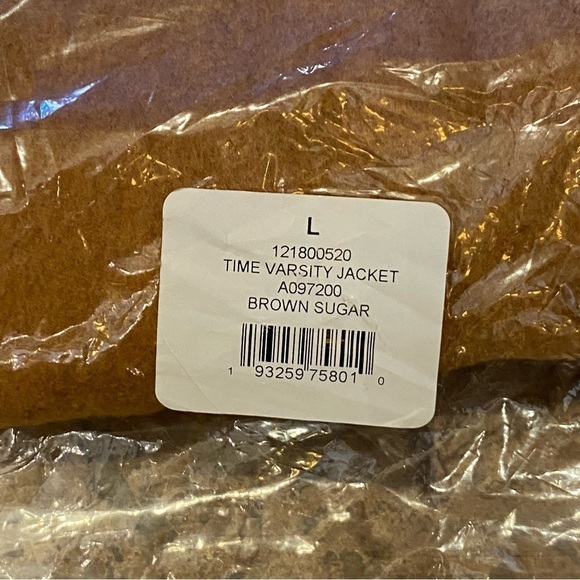 L
121800520
TIME VARSITY JACKET
A097200
BROWN SUGAR
1 93259 75801 0